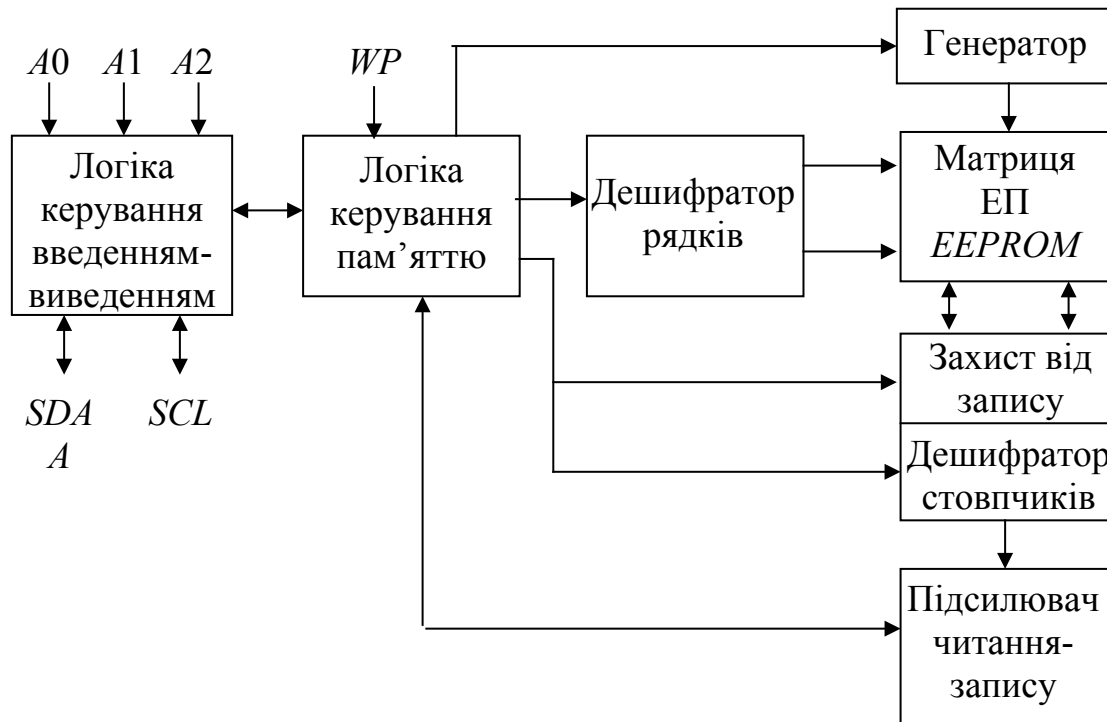 A0 A1 A2
WP
Генератор
Логіка
керування
введенням-
виведенням
Логіка
керування
пам’яттю
Дешифратор
рядків
Матриця
ЕП
EEPROM
SDA
A
SCL
Захист від
запису
Дешифратор
стовпчиків
Підсилювач
читання-
запису